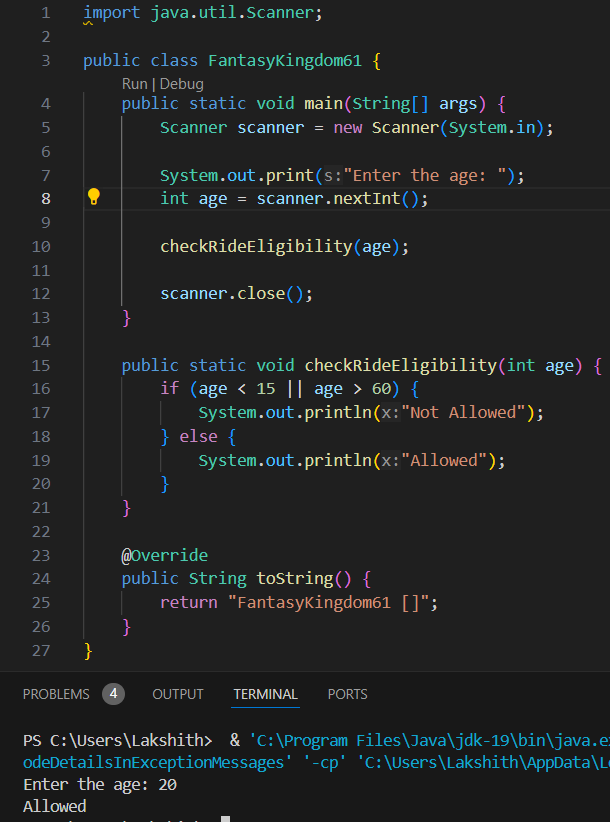 1 import java.util.Scanner;
2
3 public class FantasyKingdom61 {
Run | Debug
4 public static void main(String[] args) {
5 Scanner scanner = new Scanner(System.in);
6
7 System.out.print(s:"Enter the age: ");
8 int age = scanner.nextInt();
9
10 checkRideEligibility(age);
11
12 scanner.close();
13 }
14
15 public static void checkRideEligibility(int age) {
16 if (age < 15 || age > 60) {
17 System.out.println(x:"Not Allowed");
18 } else {
19 System.out.println(x:"Allowed");
20 }
21 }
22
23 @Override
24 public String toString() {
25 return "FantasyKingdom61 []";
26 }
27 }
PROBLEMS 4 OUTPUT TERMINAL PORTS
PS C:\Users\Lakshith> & 'C:\Program Files\Java\jdk-19\bin\java.ex
odeDetailsInExceptionMessages' '-cp' 'C:\Users\Lakshith\AppData\Lo
Enter the age: 20
Allowed